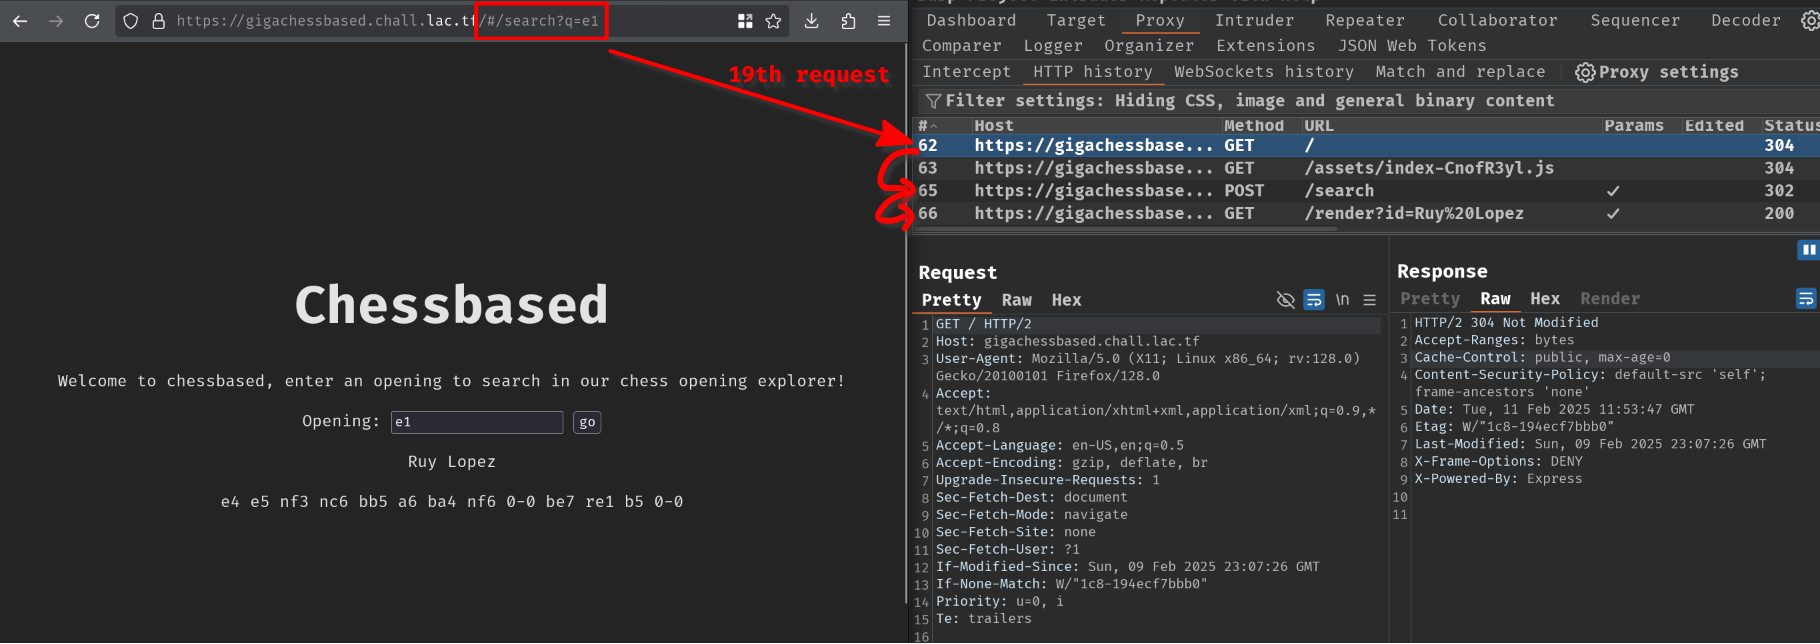 https://gigachessbased.chall.lac.tf/#/search?q=e1
19th request
Chessbased
Welcome to chessbased, enter an opening to search in our chess opening explorer!
Opening: e1 go
Ruy Lopez
e4 e5 nf3 nc6 bb5 a6 ba4 nf6 0-0 be7 re1 b5 0-0
Dashboard Target Proxy Intruder Repeater Collaborator Sequencer Decoder
Comparer Logger Organizer Extensions JSON Web Tokens
Intercept HTTP history WebSockets history Match and replace Proxy settings
Filter settings: Hiding CSS, image and general binary content
# Host Method URL Params Edited Status
62 https://gigachessbase... GET / 304
63 https://gigachessbase... GET /assets/index-CnofR3yl.js 304
65 https://gigachessbase... POST /search ✓ 302
66 https://gigachessbase... GET /render?id=Ruy%20Lopez ✓ 200
Request
Pretty Raw Hex \n
1 GET / HTTP/2
2 Host: gigachessbased.chall.lac.tf
3 User-Agent: Mozilla/5.0 (X11; Linux x86_64; rv:128.0)
Gecko/20100101 Firefox/128.0
4 Accept:
text/html,application/xhtml+xml,application/xml;q=0.9,*
/*;q=0.8
5 Accept-Language: en-US,en;q=0.5
6 Accept-Encoding: gzip, deflate, br
7 Upgrade-Insecure-Requests: 1
8 Sec-Fetch-Dest: document
9 Sec-Fetch-Mode: navigate
10 Sec-Fetch-Site: none
11 Sec-Fetch-User: ?1
12 If-Modified-Since: Sun, 09 Feb 2025 23:07:26 GMT
13 If-None-Match: W/"1c8-194ecf7bbb0"
14 Priority: u=0, i
15 Te: trailers
16
Response
Pretty Raw Hex Render
1 HTTP/2 304 Not Modified
2 Accept-Ranges: bytes
3 Cache-Control: public, max-age=0
4 Content-Security-Policy: default-src 'self';
frame-ancestors 'none'
5 Date: Tue, 11 Feb 2025 11:53:47 GMT
6 Etag: W/"1c8-194ecf7bbb0"
7 Last-Modified: Sun, 09 Feb 2025 23:07:26 GMT
8 X-Frame-Options: DENY
9 X-Powered-By: Express
10
11